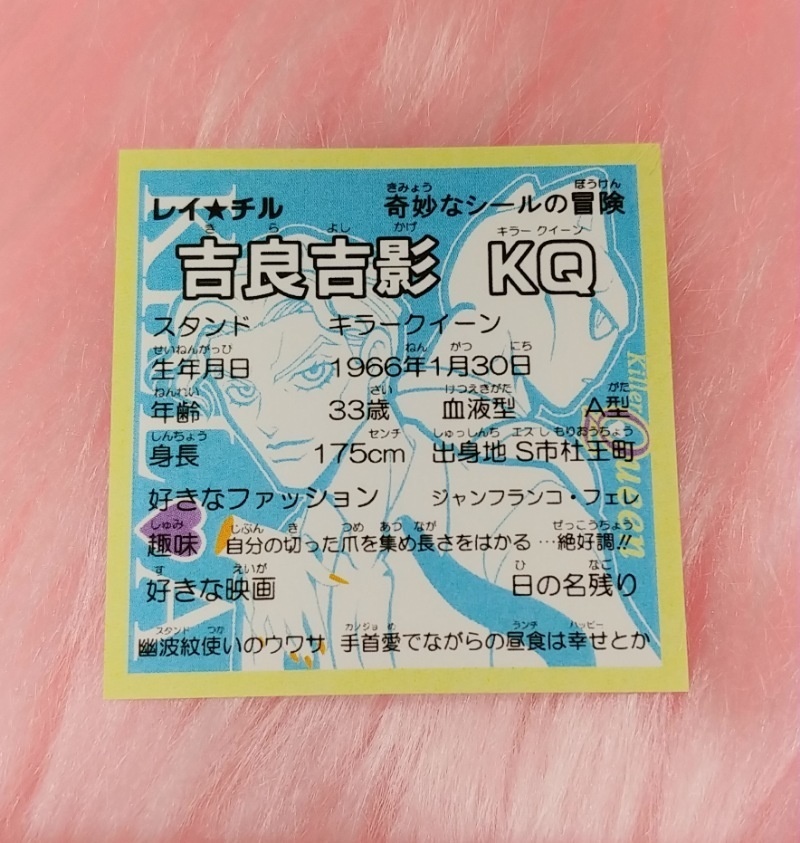 レイ★チル 奇妙なシールの冒険
吉良吉影 KQ
スタンド キラークイーン
生年月日 1966年1月30日
年齢 33歳 血液型 A型
身長 175cm 出身地 S市杜王町
好きなファッション ジャンフランコ・フェレ
趣味 自分の切った爪を集め長さをはかる …絶好調!!
好きな映画 日の名残り
幽波紋使いのウワサ 手首愛でながらの昼食は幸せとか
Killer Queen